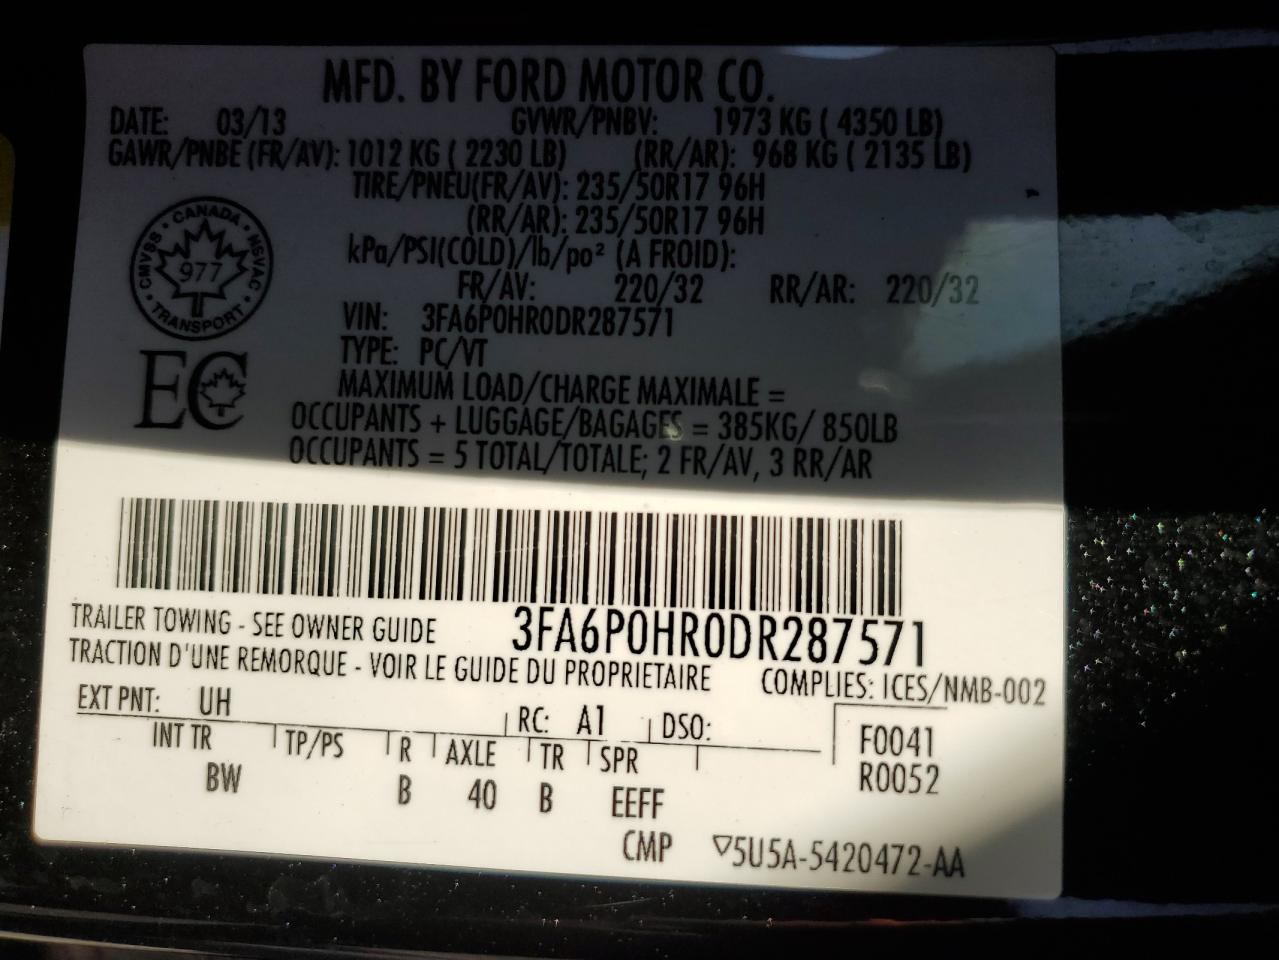 MFD. BY FORD MOTOR CO.
DATE: 03/13 GVWR/PNBV: 1973 KG ( 4350 LB)
GAWR/PNBE (FR/AV): 1012 KG ( 2230 LB) (RR/AR): 968 KG ( 2135 LB)
TIRE/PNEU(FR/AV): 235/50R17 96H
(RR/AR): 235/50R17 96H
kPa/PSI(COLD)/lb/po² (A FROID):
FR/AV: 220/32 RR/AR: 220/32
VIN: 3FA6P0HR0DR287571
TYPE: PC/VT
MAXIMUM LOAD/CHARGE MAXIMALE =
OCCUPANTS + LUGGAGE/BAGAGES = 385KG/ 850LB
OCCUPANTS = 5 TOTAL/TOTALE; 2 FR/AV, 3 RR/AR
CANADA
CMVSS 977 NSVAC
TRANSPORT
EC
3FA6P0HR0DR287571
TRAILER TOWING - SEE OWNER GUIDE
TRACTION D'UNE REMORQUE - VOIR LE GUIDE DU PROPRIETAIRE
COMPLIES: ICES/NMB-002
EXT PNT: UH RC: A1 DSO:
F0041
R0052
INT TR TP/PS R AXLE TR SPR
BW B 40 B EEFF
CMP ▽5U5A-5420472-AA